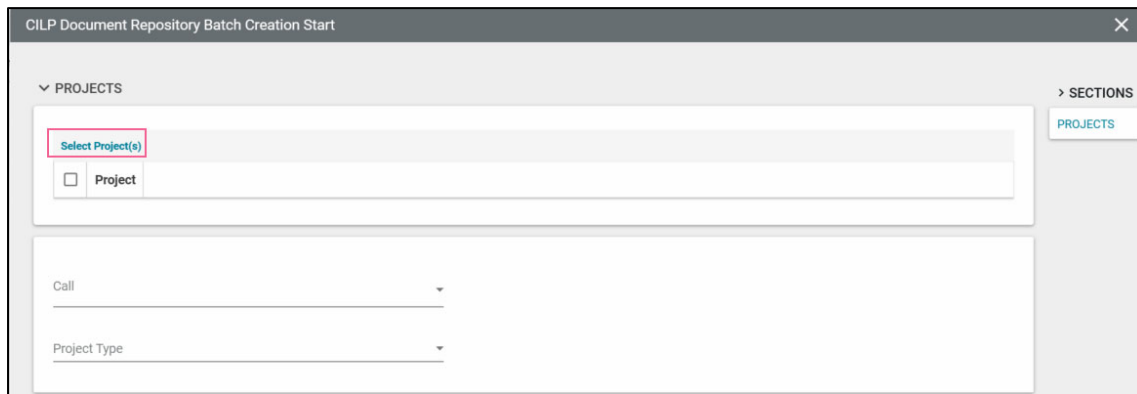 CILP Document Repository Batch Creation Start
PROJECTS
SECTIONS
PROJECTS
Select Project(s)
Project
Call
Project Type